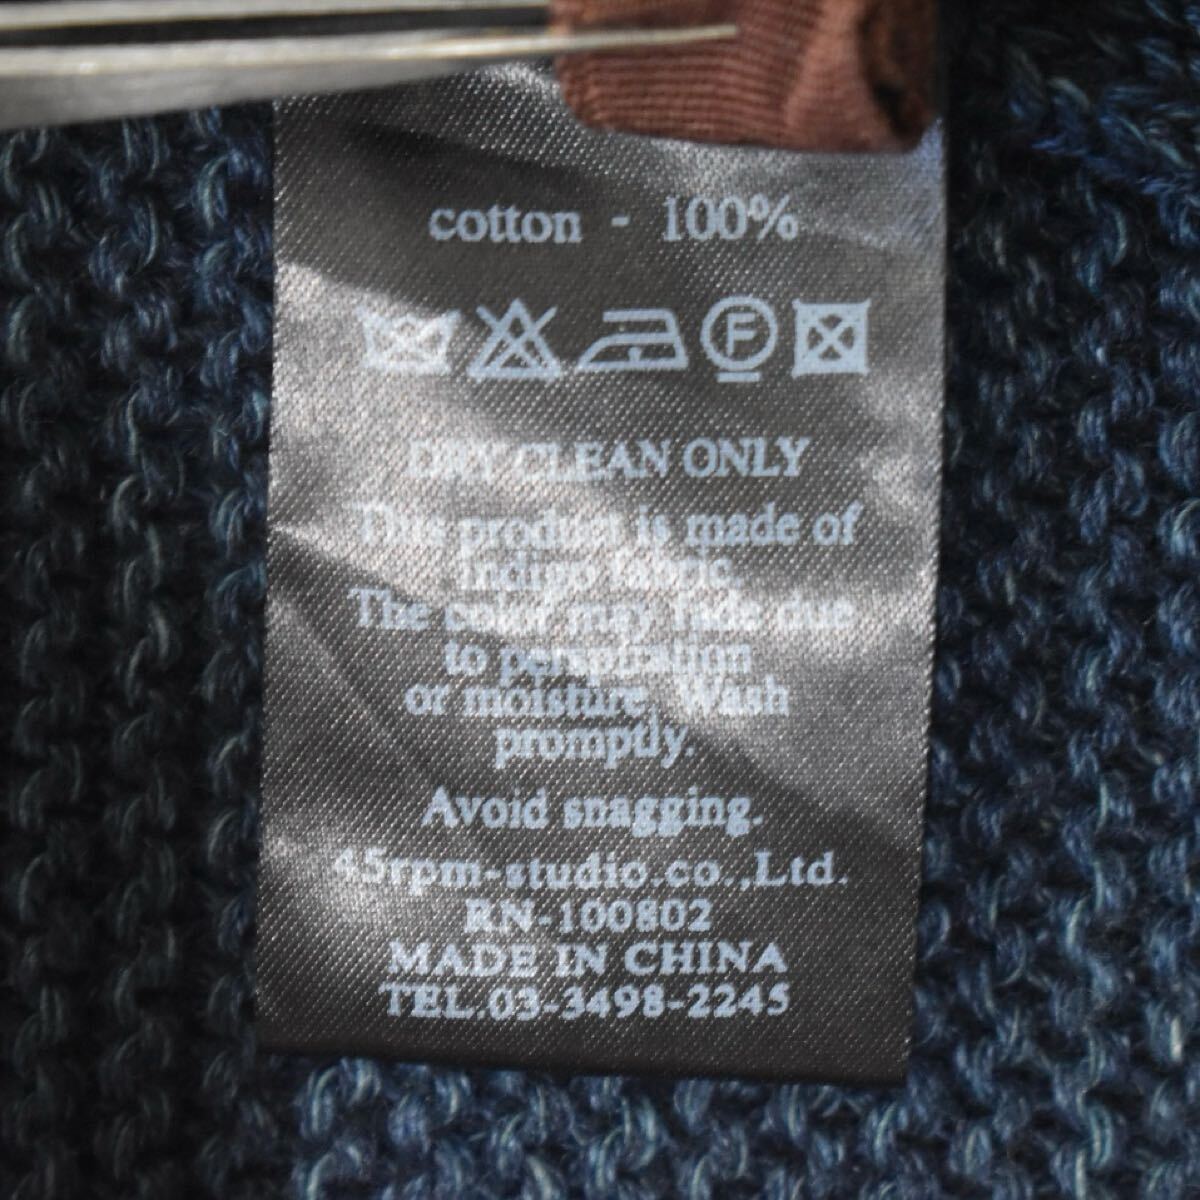 cotton - 100%
F
DRY CLEAN ONLY
This product is made of
indigo fabric.
The color may fade due
to perspiration
or moisture. Wash
promptly.
Avoid snagging.
45rpm-studio.co.,Ltd.
RN-100802
MADE IN CHINA
TEL.03-3498-2245